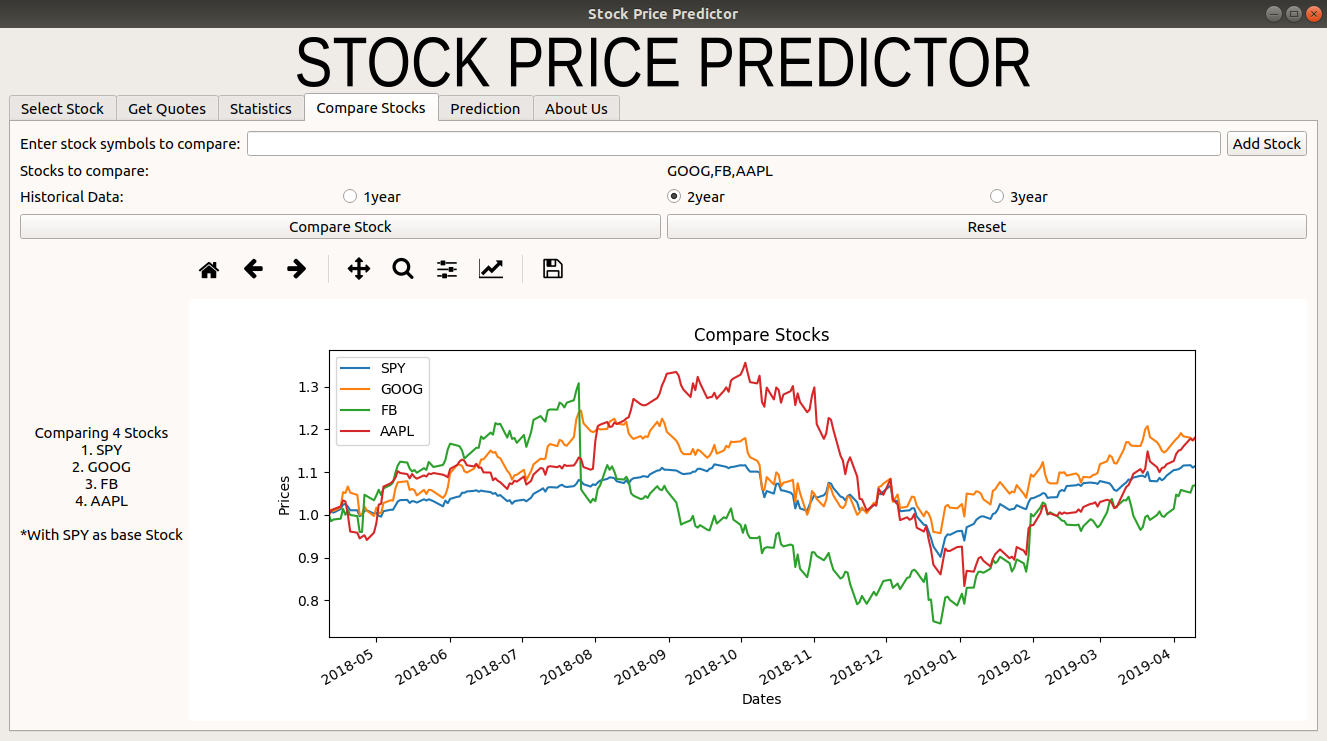 Stock Price Predictor
STOCK PRICE PREDICTOR
Select Stock Get Quotes Statistics Compare Stocks Prediction About Us
Enter stock symbols to compare: Add Stock
Stocks to compare: GOOG,FB,AAPL
Historical Data: 1year 2year 3year
Compare Stock Reset
Comparing 4 Stocks
1. SPY
2. GOOG
3. FB
4. AAPL
*With SPY as base Stock
Compare Stocks
SPY
GOOG
FB
AAPL
Prices
1.3
1.2
1.1
1.0
0.9
0.8
2018-05 2018-06 2018-07 2018-08 2018-09 2018-10 2018-11 2018-12 2019-01 2019-02 2019-03 2019-04
Dates